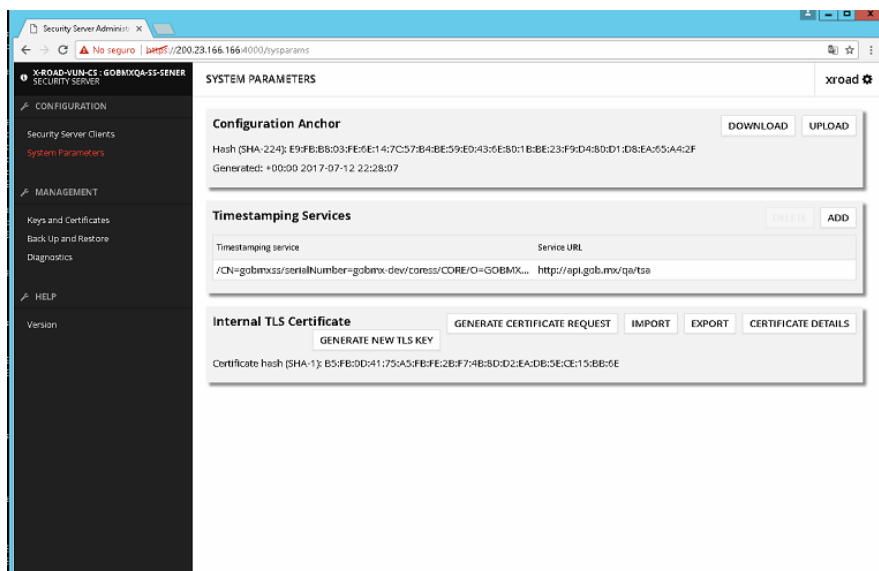 Security Server Administr
No seguro | https://200.23.166.166:4000/sysparams
X-ROAD-VUN-CS : GOBMXQA-SS-SENER
SECURITY SERVER
SYSTEM PARAMETERS
xroad
CONFIGURATION
Security Server Clients
System Parameters
MANAGEMENT
Keys and Certificates
Back Up and Restore
Diagnostics
HELP
Version
Configuration Anchor
DOWNLOAD
UPLOAD
Hash (SHA-224): E9:FB:B8:03:FE:6E:14:7C:57:B4:BE:59:E0:43:6E:80:1B:BE:23:F9:D4:80:D1:D8:EA:65:A4:2F
Generated: +00:00 2017-07-12 22:28:07
Timestamping Services
DELETE
ADD
Timestamping service
Service URL
/CN=gobmxss/serialNumber=gobmx-dev/coress/CORE/O=GOBMX... http://api.gob.mx/qa/tsa
Internal TLS Certificate
GENERATE CERTIFICATE REQUEST
IMPORT
EXPORT
CERTIFICATE DETAILS
GENERATE NEW TLS KEY
Certificate hash (SHA-1): B5:FB:0D:41:75:A5:FB:FE:2B:F7:4B:8D:D2:EA:DB:5E:CE:15:BB:6E